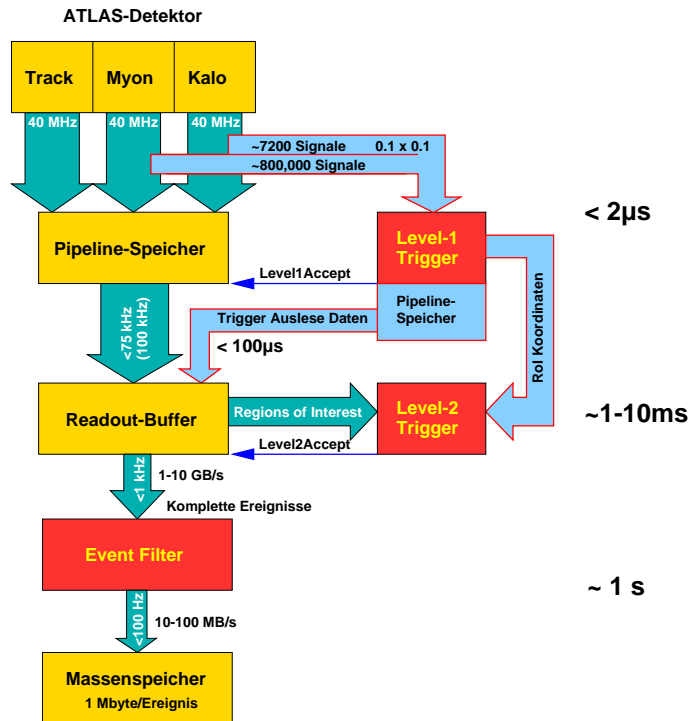 ATLAS-Detektor
Track
Myon
Kalo
40 MHz
40 MHz
40 MHz
~7200 Signale
0.1 x 0.1
~800,000 Signale
< 2µs
Pipeline-Speicher
Level-1
Trigger
Level1Accept
Pipeline-
Speicher
RoI Koordinaten
<75 kHz
(100 kHz)
Trigger Auslese Daten
< 100µs
Readout-Buffer
Regions of Interest
Level-2
Trigger
~1-10ms
Level2Accept
<1 kHz
1-10 GB/s
Komplette Ereignisse
Event Filter
~ 1 s
<100 Hz
10-100 MB/s
Massenspeicher
1 Mbyte/Ereignis